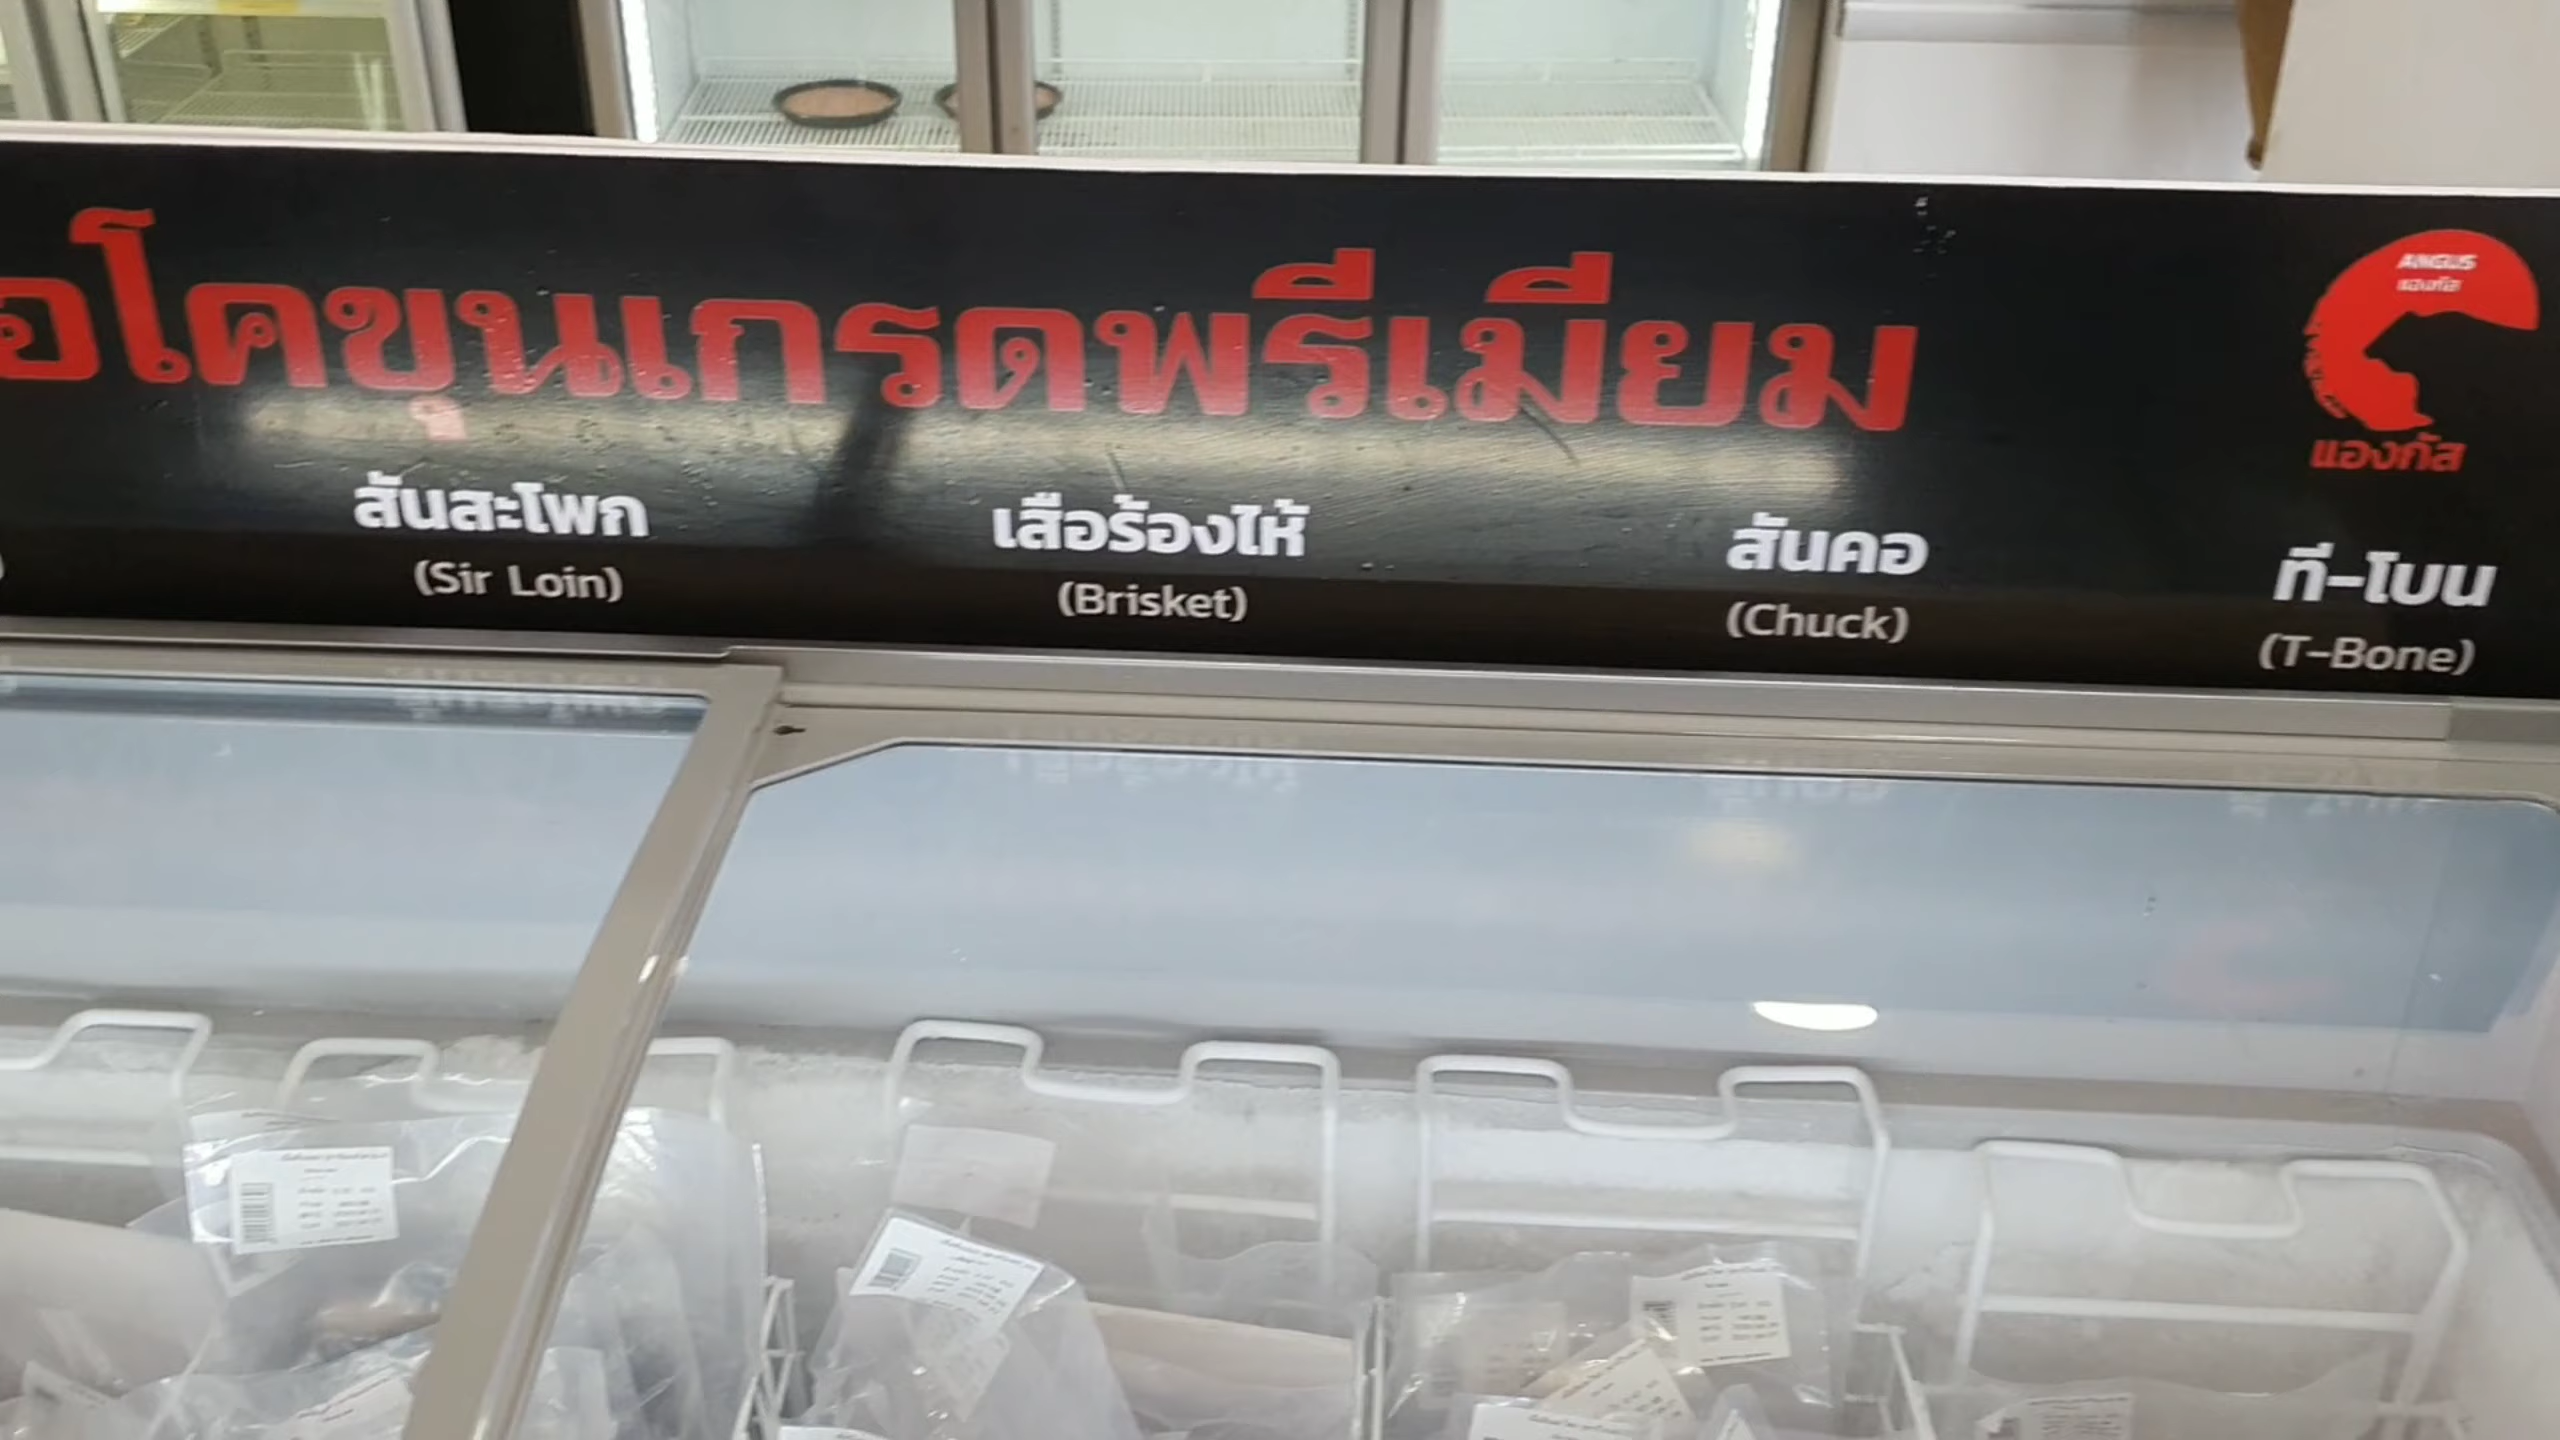 อโคขุนเกรดพรีเมียม
ANGUS
แองกัส
แองกัส
สันสะโพก
(Sir Loin)
เสือร้องไห้
(Brisket)
สันคอ
(Chuck)
ที-โบน
(T-Bone)